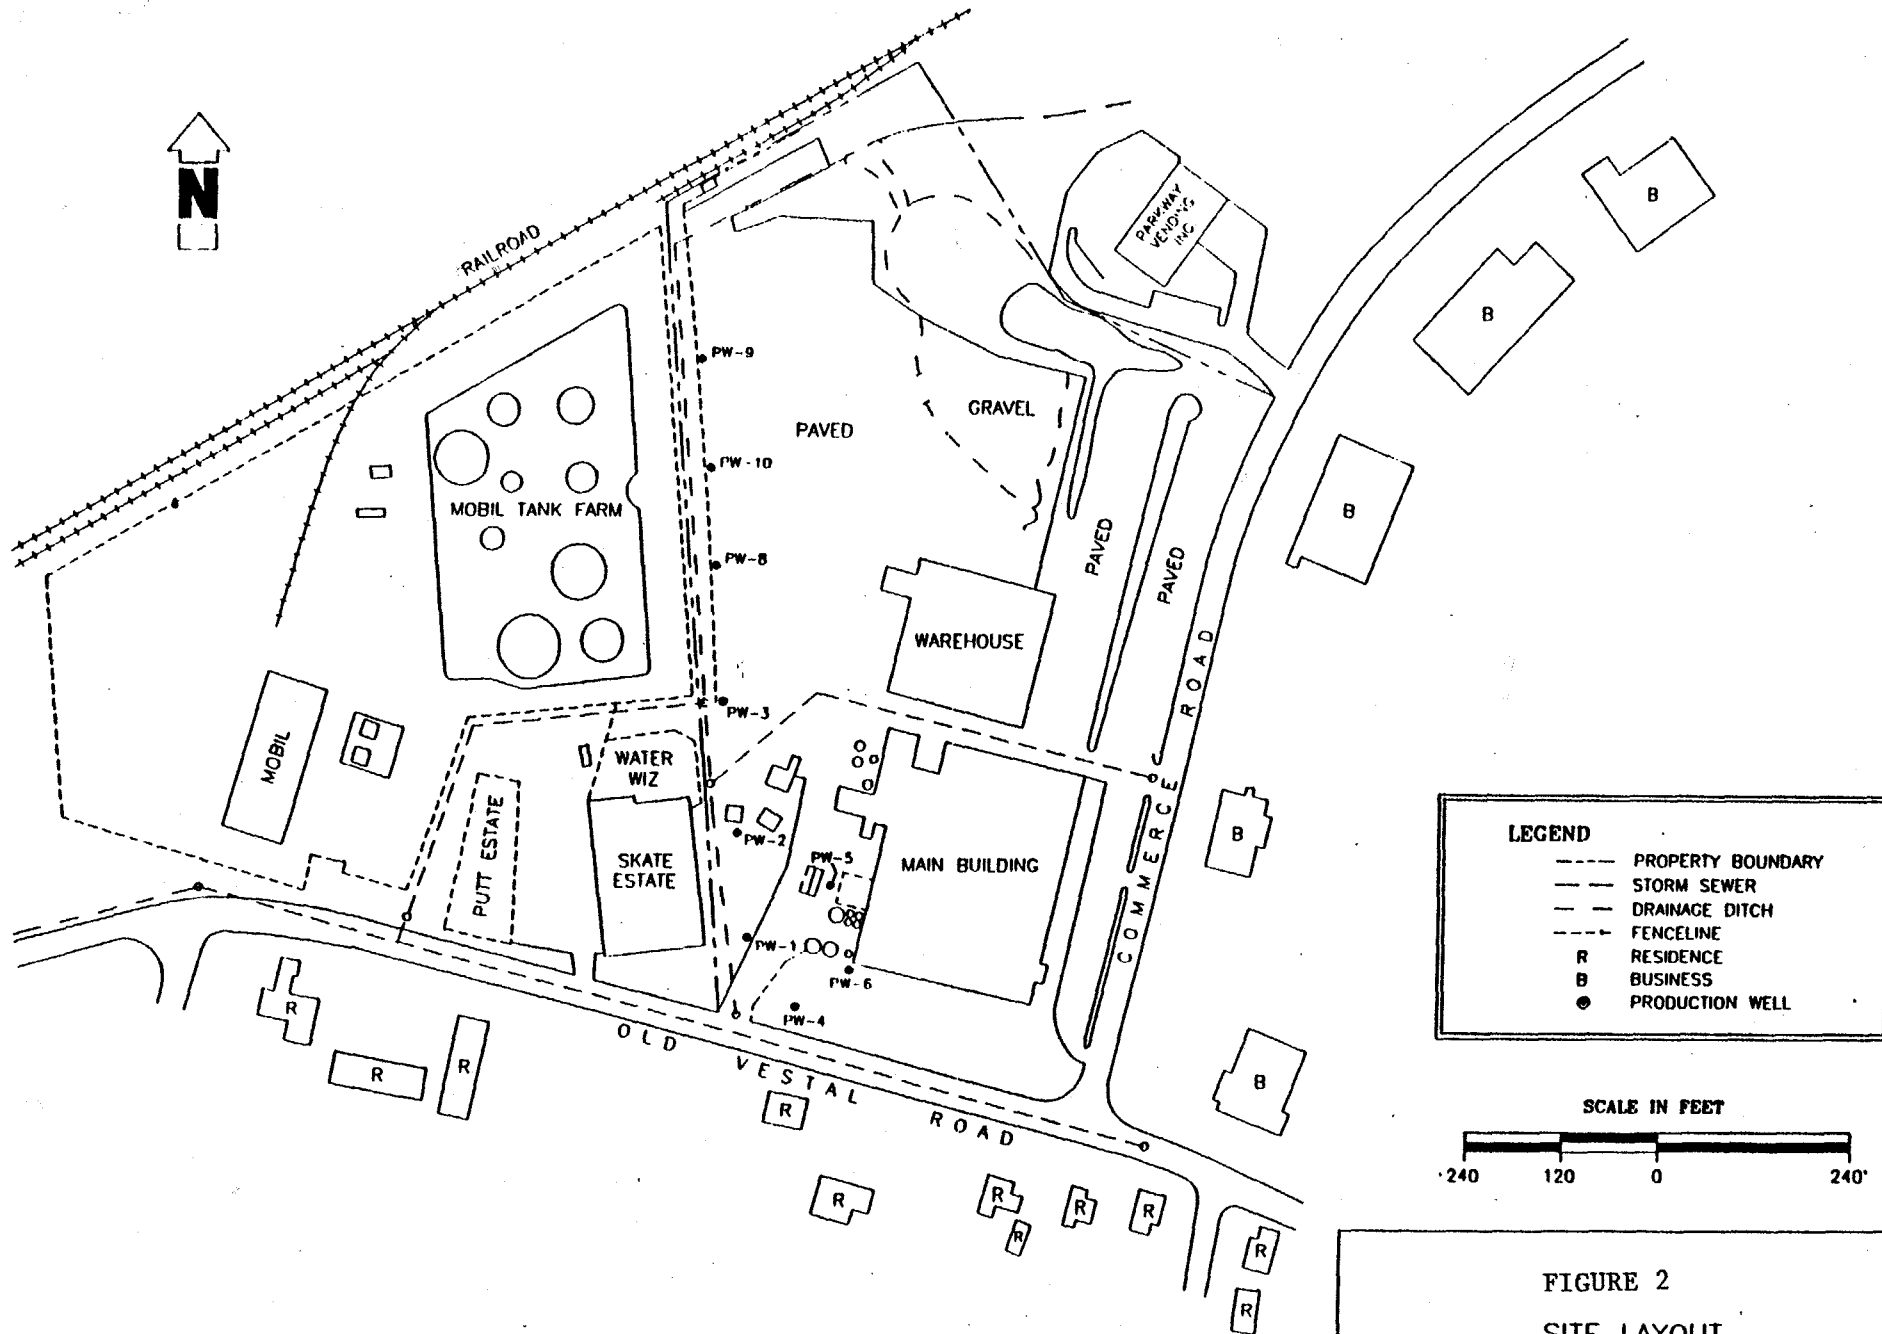 N
RAILROAD
PARKWAY
VENDING
INC
B
B
B
B
B
B
PW-9
PAVED
GRAVEL
PW-10
MOBIL TANK FARM
PW-8
PAVED
PAVED
WAREHOUSE
PW-3
MOBIL
WATER
WIZ
PUTT ESTATE
SKATE
ESTATE
PW-2
PW-5
MAIN BUILDING
PW-1
PW-6
PW-4
COMMERCE ROAD
OLD VESTAL ROAD
R
R
R
R
R
R
R
R
R
R
R
LEGEND
PROPERTY BOUNDARY
STORM SEWER
DRAINAGE DITCH
FENCELINE
R RESIDENCE
B BUSINESS
PRODUCTION WELL
SCALE IN FEET
240 120 0 240'
FIGURE 2
SITE LAYOUT